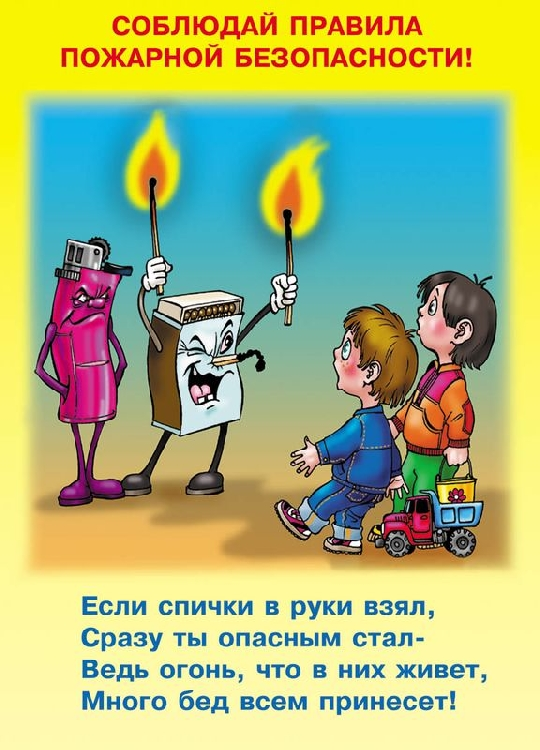 СОБЛЮДАЙ ПРАВИЛА
ПОЖАРНОЙ БЕЗОПАСНОСТИ!
Если спички в руки взял,
Сразу ты опасным стал-
Ведь огонь, что в них живет,
Много бед всем принесет!